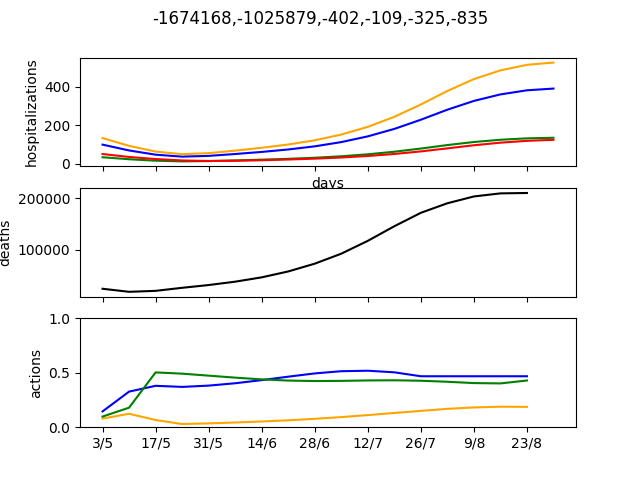 -1674168,-1025879,-402,-109,-325,-835
hospitalizations
400
200
0
days
deaths
200000
100000
actions
1.0
0.5
0.0
3/5 17/5 31/5 14/6 28/6 12/7 26/7 9/8 23/8